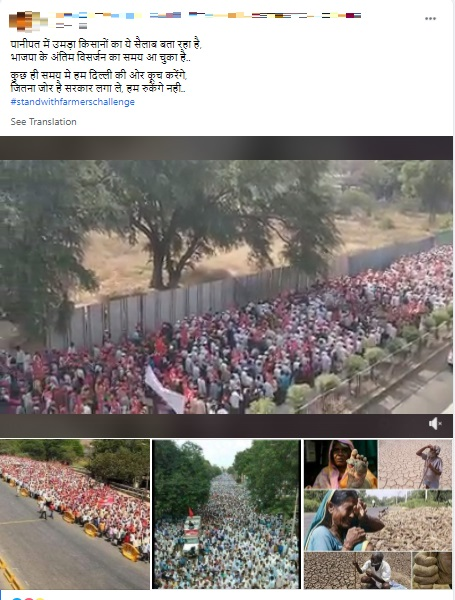 पानीपत में उमड़ा किसानों का ये सैलाब बता रहा है,
भाजपा के अंतिम विसर्जन का समय आ चुका है..
कुछ ही समय मे हम दिल्ली की ओर कूच करेंगे,
जितना जोर है सरकार लगा ले, हम रुकेंगे नही..
#standwithfarmerschallenge
See Translation